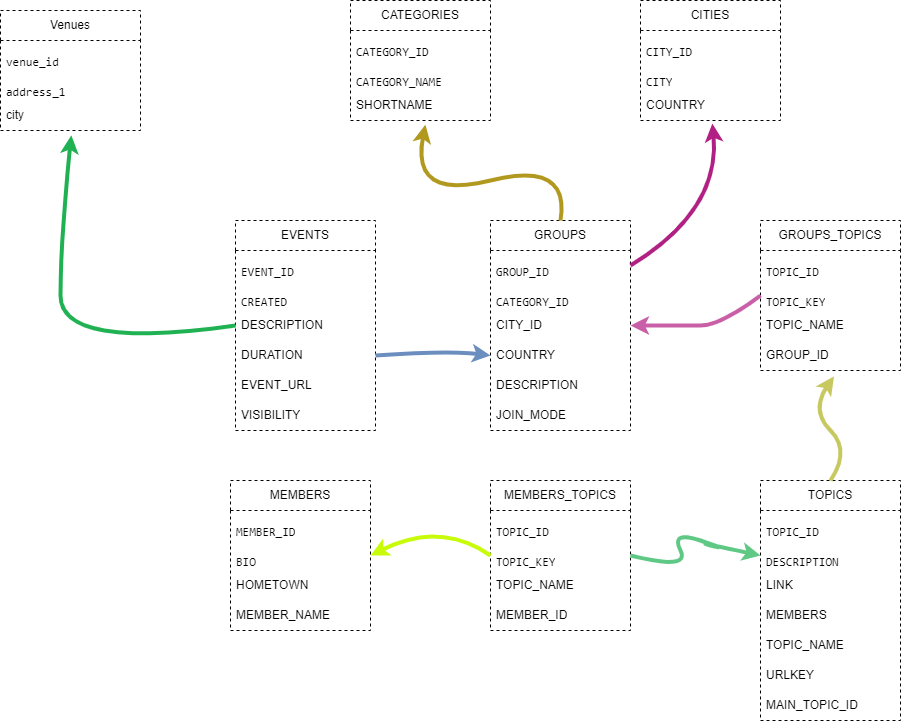 Venues
venue_id
address_1
city
CATEGORIES
CATEGORY_ID
CATEGORY_NAME
SHORTNAME
CITIES
CITY_ID
CITY
COUNTRY
EVENTS
EVENT_ID
CREATED
DESCRIPTION
DURATION
EVENT_URL
VISIBILITY
GROUPS
GROUP_ID
CATEGORY_ID
CITY_ID
COUNTRY
DESCRIPTION
JOIN_MODE
GROUPS_TOPICS
TOPIC_ID
TOPIC_KEY
TOPIC_NAME
GROUP_ID
MEMBERS
MEMBER_ID
BIO
HOMETOWN
MEMBER_NAME
MEMBERS_TOPICS
TOPIC_ID
TOPIC_KEY
TOPIC_NAME
MEMBER_ID
TOPICS
TOPIC_ID
DESCRIPTION
LINK
MEMBERS
TOPIC_NAME
URLKEY
MAIN_TOPIC_ID